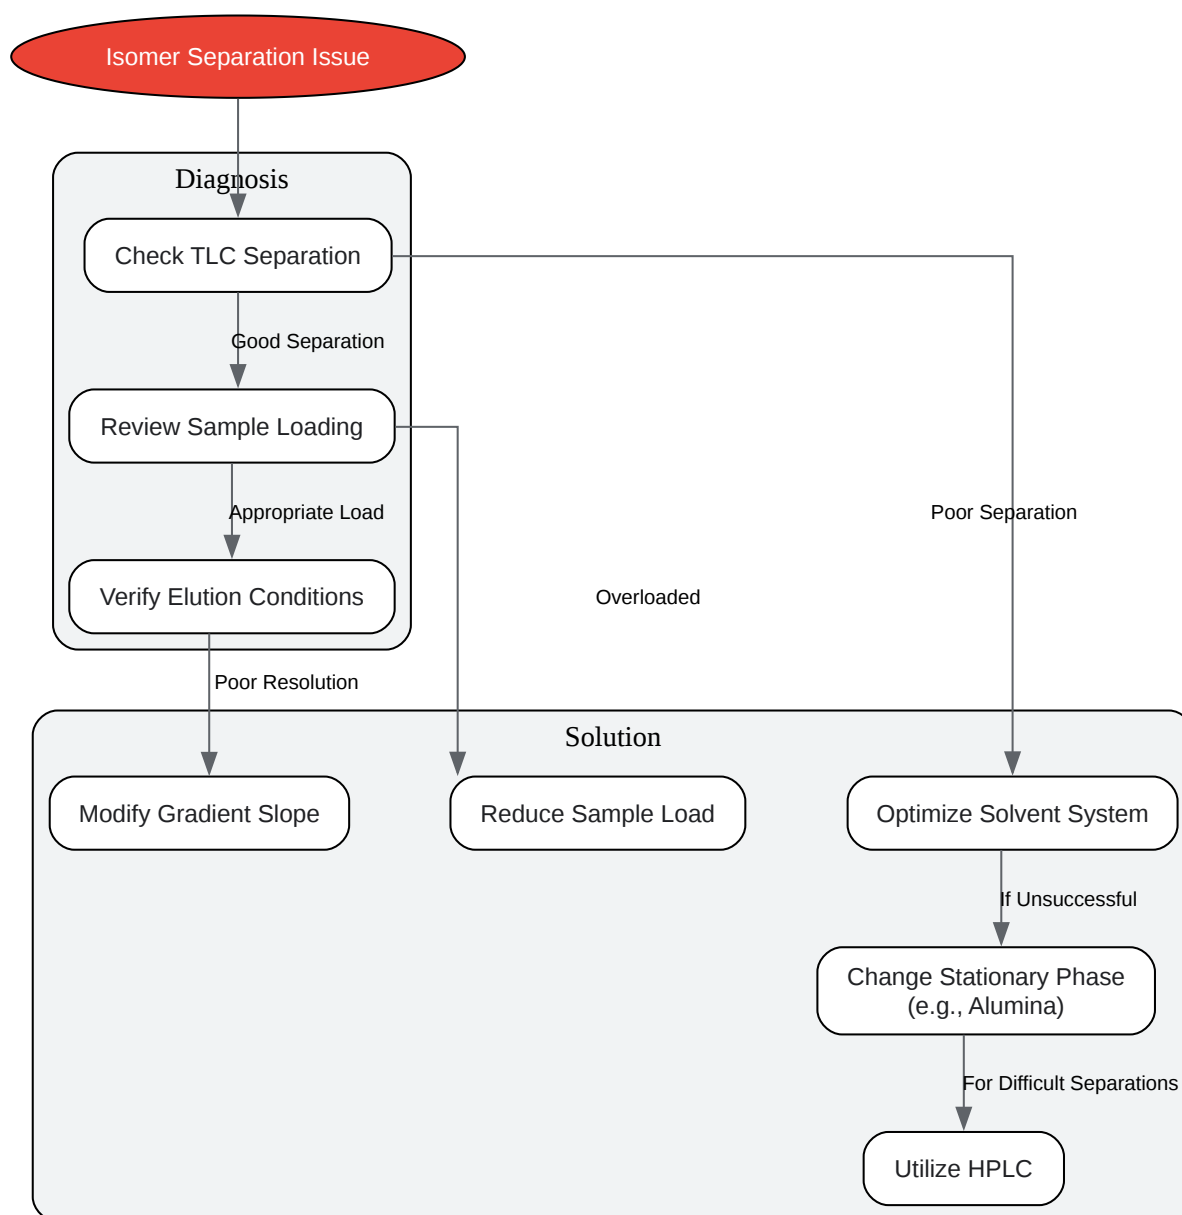 Isomer Separation Issue
Diagnosis
Check TLC Separation
Good Separation
Review Sample Loading
Appropriate Load
Poor Separation
Verify Elution Conditions
Overloaded
Poor Resolution
Solution
Modify Gradient Slope
Reduce Sample Load
Optimize Solvent System
If Unsuccessful
Change Stationary Phase
(e.g., Alumina)
For Difficult Separations
Utilize HPLC